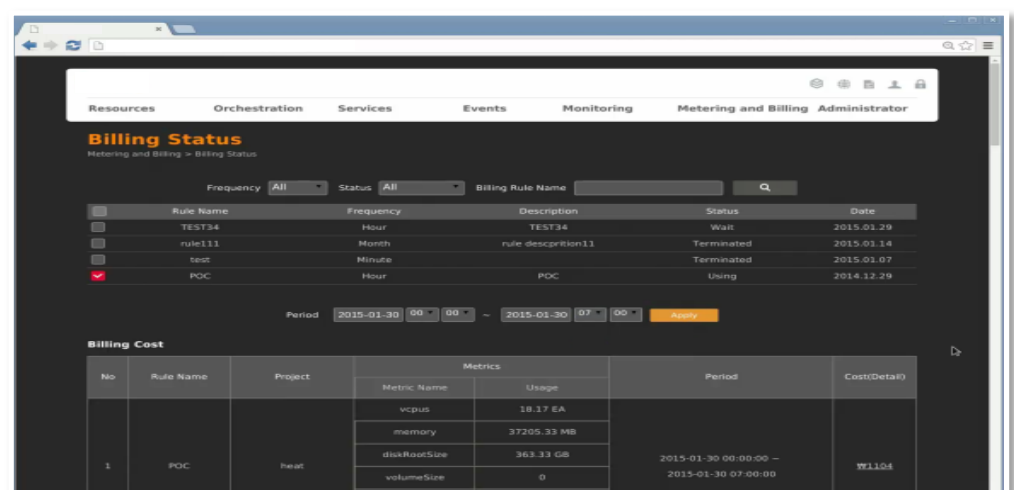 Resources Orchestration Services Events Monitoring Metering and Billing Administrator
Billing Status
Metering and Billing > Billing Status
Frequency All Status All Billing Rule Name
Rule Name Frequency Description Status Date
TEST34 Hour TEST34 Wait 2015.01.29
rule111 Month rule descprition11 Terminated 2015.01.14
test Minute Terminated 2015.01.07
POC Hour POC Using 2014.12.29
Period 2015-01-30 00 00 ~ 2015-01-30 07 00 Apply
Billing Cost
No Rule Name Project Metrics Period Cost(Detail)
Metric Name Usage
vcpus 18.17 EA
memory 37205.33 MB
diskRootSize 363.33 GB
1 POC heat 2015-01-30 00:00:00 ~ ₩1104
2015-01-30 07:00:00
volumeSize 0